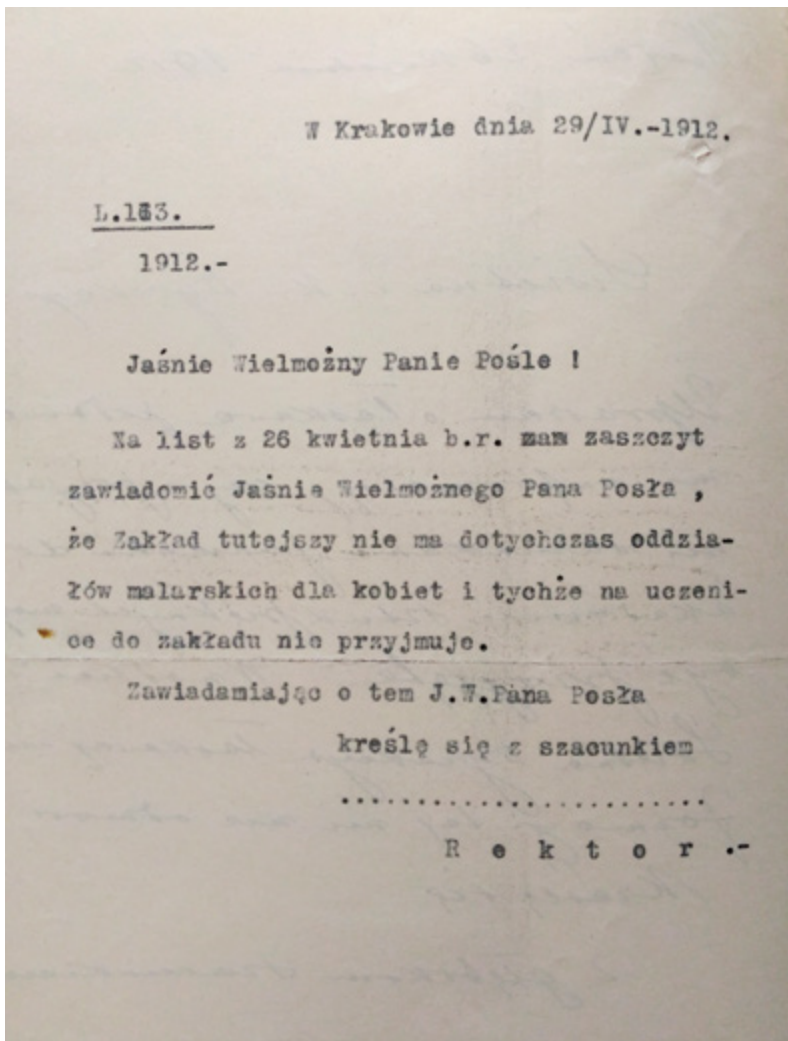 W Krakowie dnia 29/IV.-1912.
1912.-
Jaśnie Wielmożny Panie Pośle !
Na list z 26 kwietnia b.r. mam zaszczyt
zawiadomić Jaśnie Wielmożnego Pana Posła ,
że Zakład tutejszy nie ma dotychczas oddzia-
łów malarskich dla kobiet i tychże na uczeni-
ce do zakładu nie przyjmuje.
Zawiadamiając o tem J.W.Pana Posła
kreślę się z szacunkiem
........................
R e k t o r .-